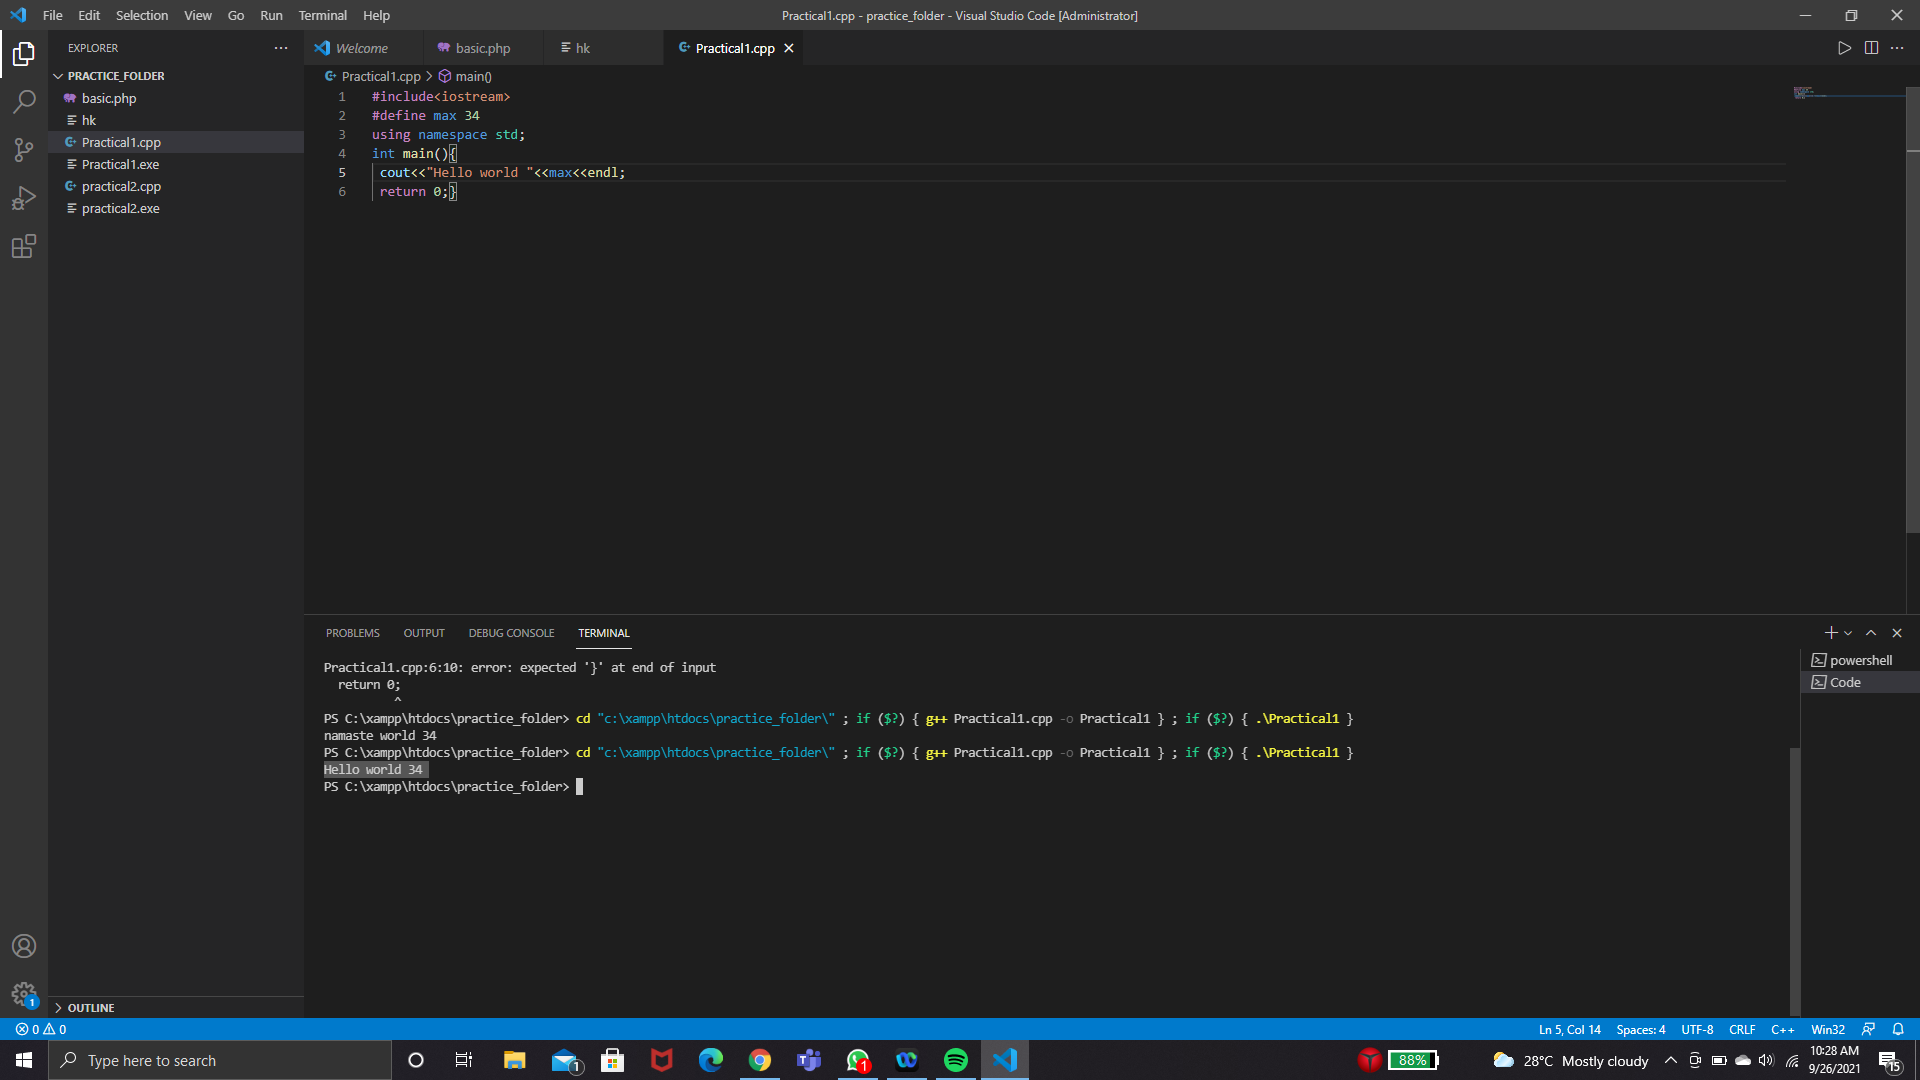 File Edit Selection View Go Run Terminal Help
Practical1.cpp - practice_folder - Visual Studio Code [Administrator]
EXPLORER
Welcome
basic.php
hk
Practical1.cpp
PRACTICE_FOLDER
basic.php
hk
Practical1.cpp
Practical1.exe
practical2.cpp
practical2.exe
OUTLINE
Practical1.cpp > main()
1 #include<iostream>
2 #define max 34
3 using namespace std;
4 int main(){
5 cout<<"Hello world "<<max<<endl;
6 return 0;}
PROBLEMS OUTPUT DEBUG CONSOLE TERMINAL
powershell
Code
Practical1.cpp:6:10: error: expected '}' at end of input
return 0;
^
PS C:\xampp\htdocs\practice_folder> cd "c:\xampp\htdocs\practice_folder\" ; if ($?) { g++ Practical1.cpp -o Practical1 } ; if ($?) { .\Practical1 }
namaste world 34
PS C:\xampp\htdocs\practice_folder> cd "c:\xampp\htdocs\practice_folder\" ; if ($?) { g++ Practical1.cpp -o Practical1 } ; if ($?) { .\Practical1 }
Hello world 34
PS C:\xampp\htdocs\practice_folder>
1
0 0
Ln 5, Col 14 Spaces: 4 UTF-8 CRLF C++ Win32
Type here to search
1
1
88%
28°C Mostly cloudy
10:28 AM
9/26/2021
15